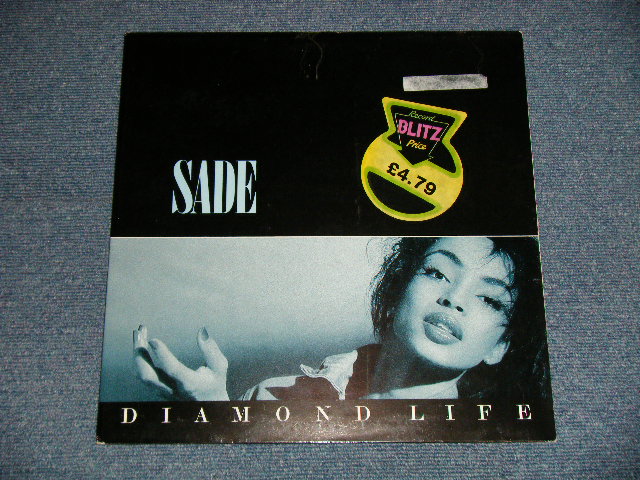 Record
BLITZ
Price
£4.79
SADE
DIAMOND LIFE